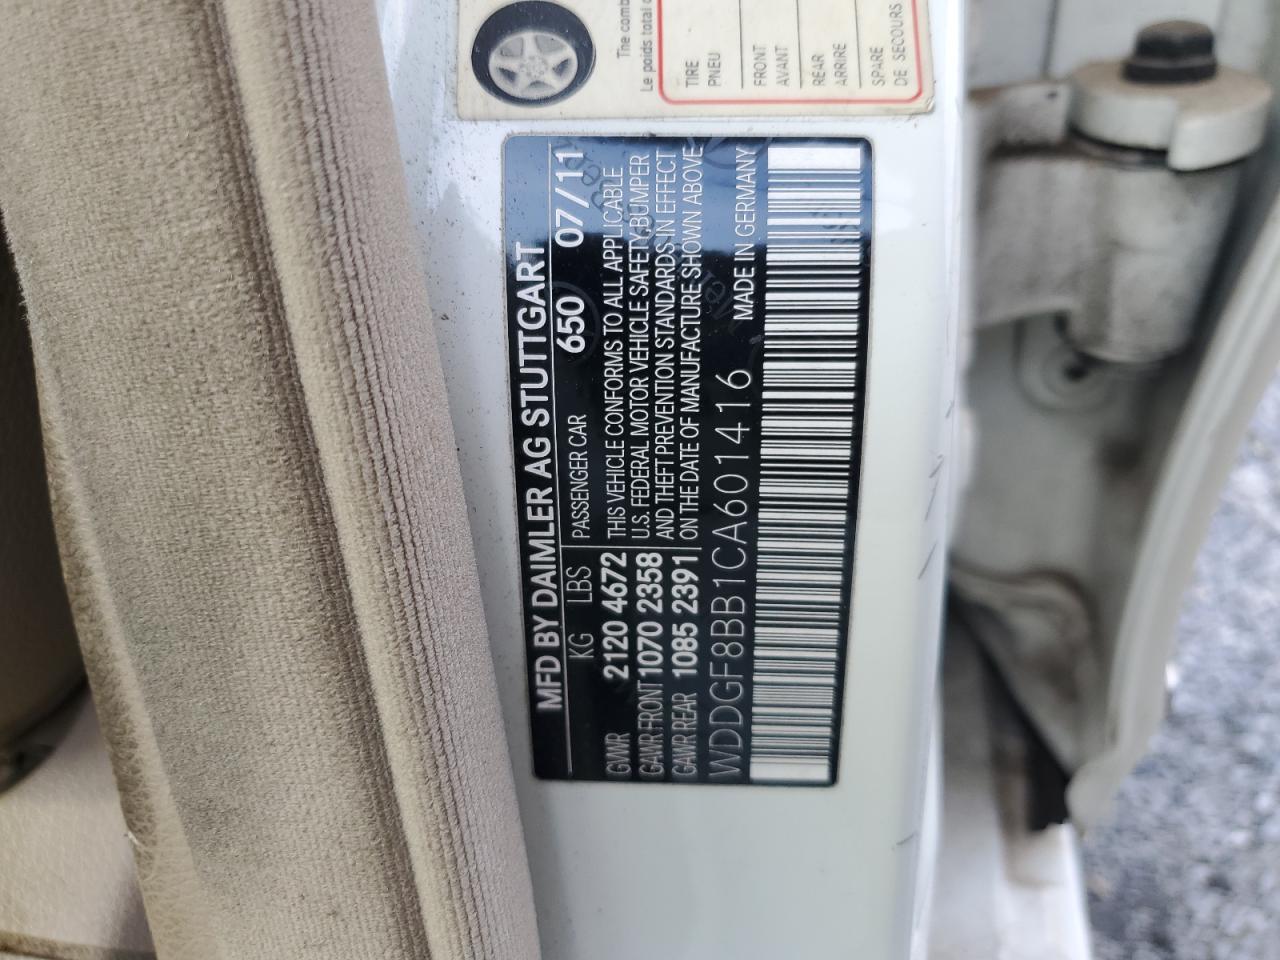 The comb
Le poids total c
TIRE
PNEU
FRONT
AVANT
REAR
ARRIÈRE
SPARE
DE SECOURS
MFD BY DAIMLER AG STUTTGART
KG LBS PASSENGER CAR 650 07/11
GVWR 2120 4672
GAWR FRONT 1070 2358
GAWR REAR 1085 2391
THIS VEHICLE CONFORMS TO ALL APPLICABLE
U.S. FEDERAL MOTOR VEHICLE SAFETY, BUMPER
AND THEFT PREVENTION STANDARDS IN EFFECT
ON THE DATE OF MANUFACTURE SHOWN ABOVE
WDDGF8BB1CA601416 MADE IN GERMANY